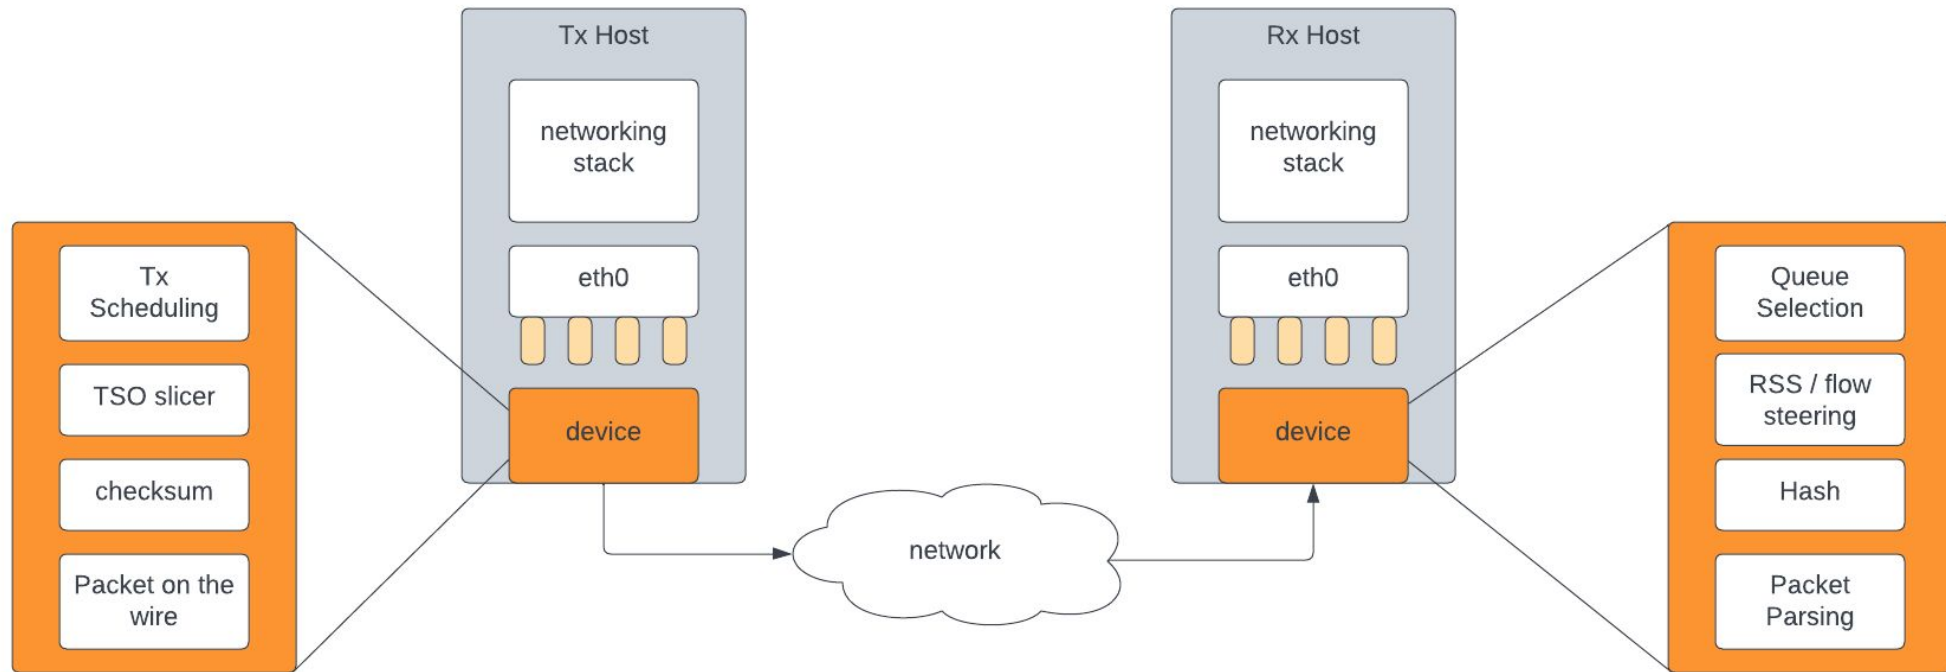 Tx Host
networking
stack
eth0
device
Tx
Scheduling
TSO slicer
checksum
Packet on the
wire
network
Rx Host
networking
stack
eth0
device
Queue
Selection
RSS / flow
steering
Hash
Packet
Parsing